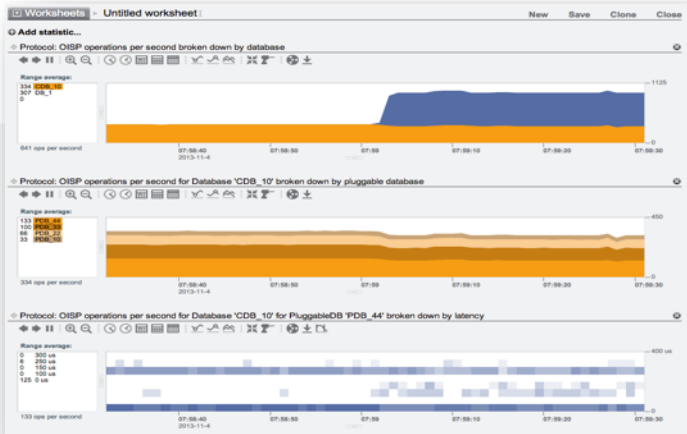 Worksheets ▸ Untitled worksheet
New Save Clone Close
Add statistic...
Protocol: OISP operations per second broken down by database
Range average:
334 CDB_10
307 DB_1
0
641 ops per second
1125
0
07:58:40 07:58:50 07:59 07:59:10 07:59:20 07:59:30
2013-11-4
Protocol: OISP operations per second for Database 'CDB_10' broken down by pluggable database
Range average:
133 PDB_44
100 PDB_33
66 PDB_22
33 PDB_10
334 ops per second
450
0
07:58:40 07:58:50 07:59 07:59:10 07:59:20 07:59:30
2013-11-4
Protocol: OISP operations per second for Database 'CDB_10' for PluggableDB 'PDB_44' broken down by latency
Range average:
0 300 us
6 250 us
0 150 us
0 100 us
125 0 us
133 ops per second
400 us
0
07:58:40 07:58:50 07:59 07:59:10 07:59:20 07:59:30
2013-11-4